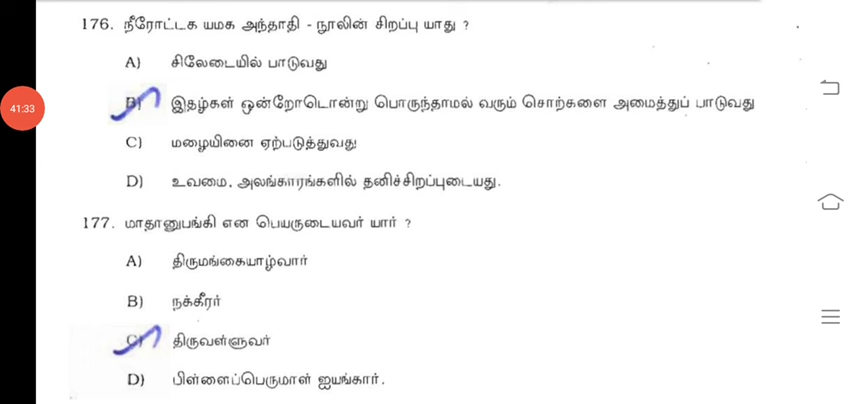 176. நீரோட்டக யமக அந்தாதி - நூலின் சிறப்பு யாது ?
A) சிலேடையில் பாடுவது
B) இதழ்கள் ஒன்றோடொன்று பொருந்தாமல் வரும் சொற்களை அமைத்துப் பாடுவது
41:33
C) மழையினை ஏற்படுத்துவது
D) உவமை, அலங்காரங்களில் தனிச்சிறப்புடையது.
177. மாதானுபங்கி என பெயருடையவர் யார் ?
A) திருமங்கையாழ்வார்
B) நக்கீரர்
C) திருவள்ளுவர்
D) பிள்ளைப்பெருமாள் ஐயங்கார்.